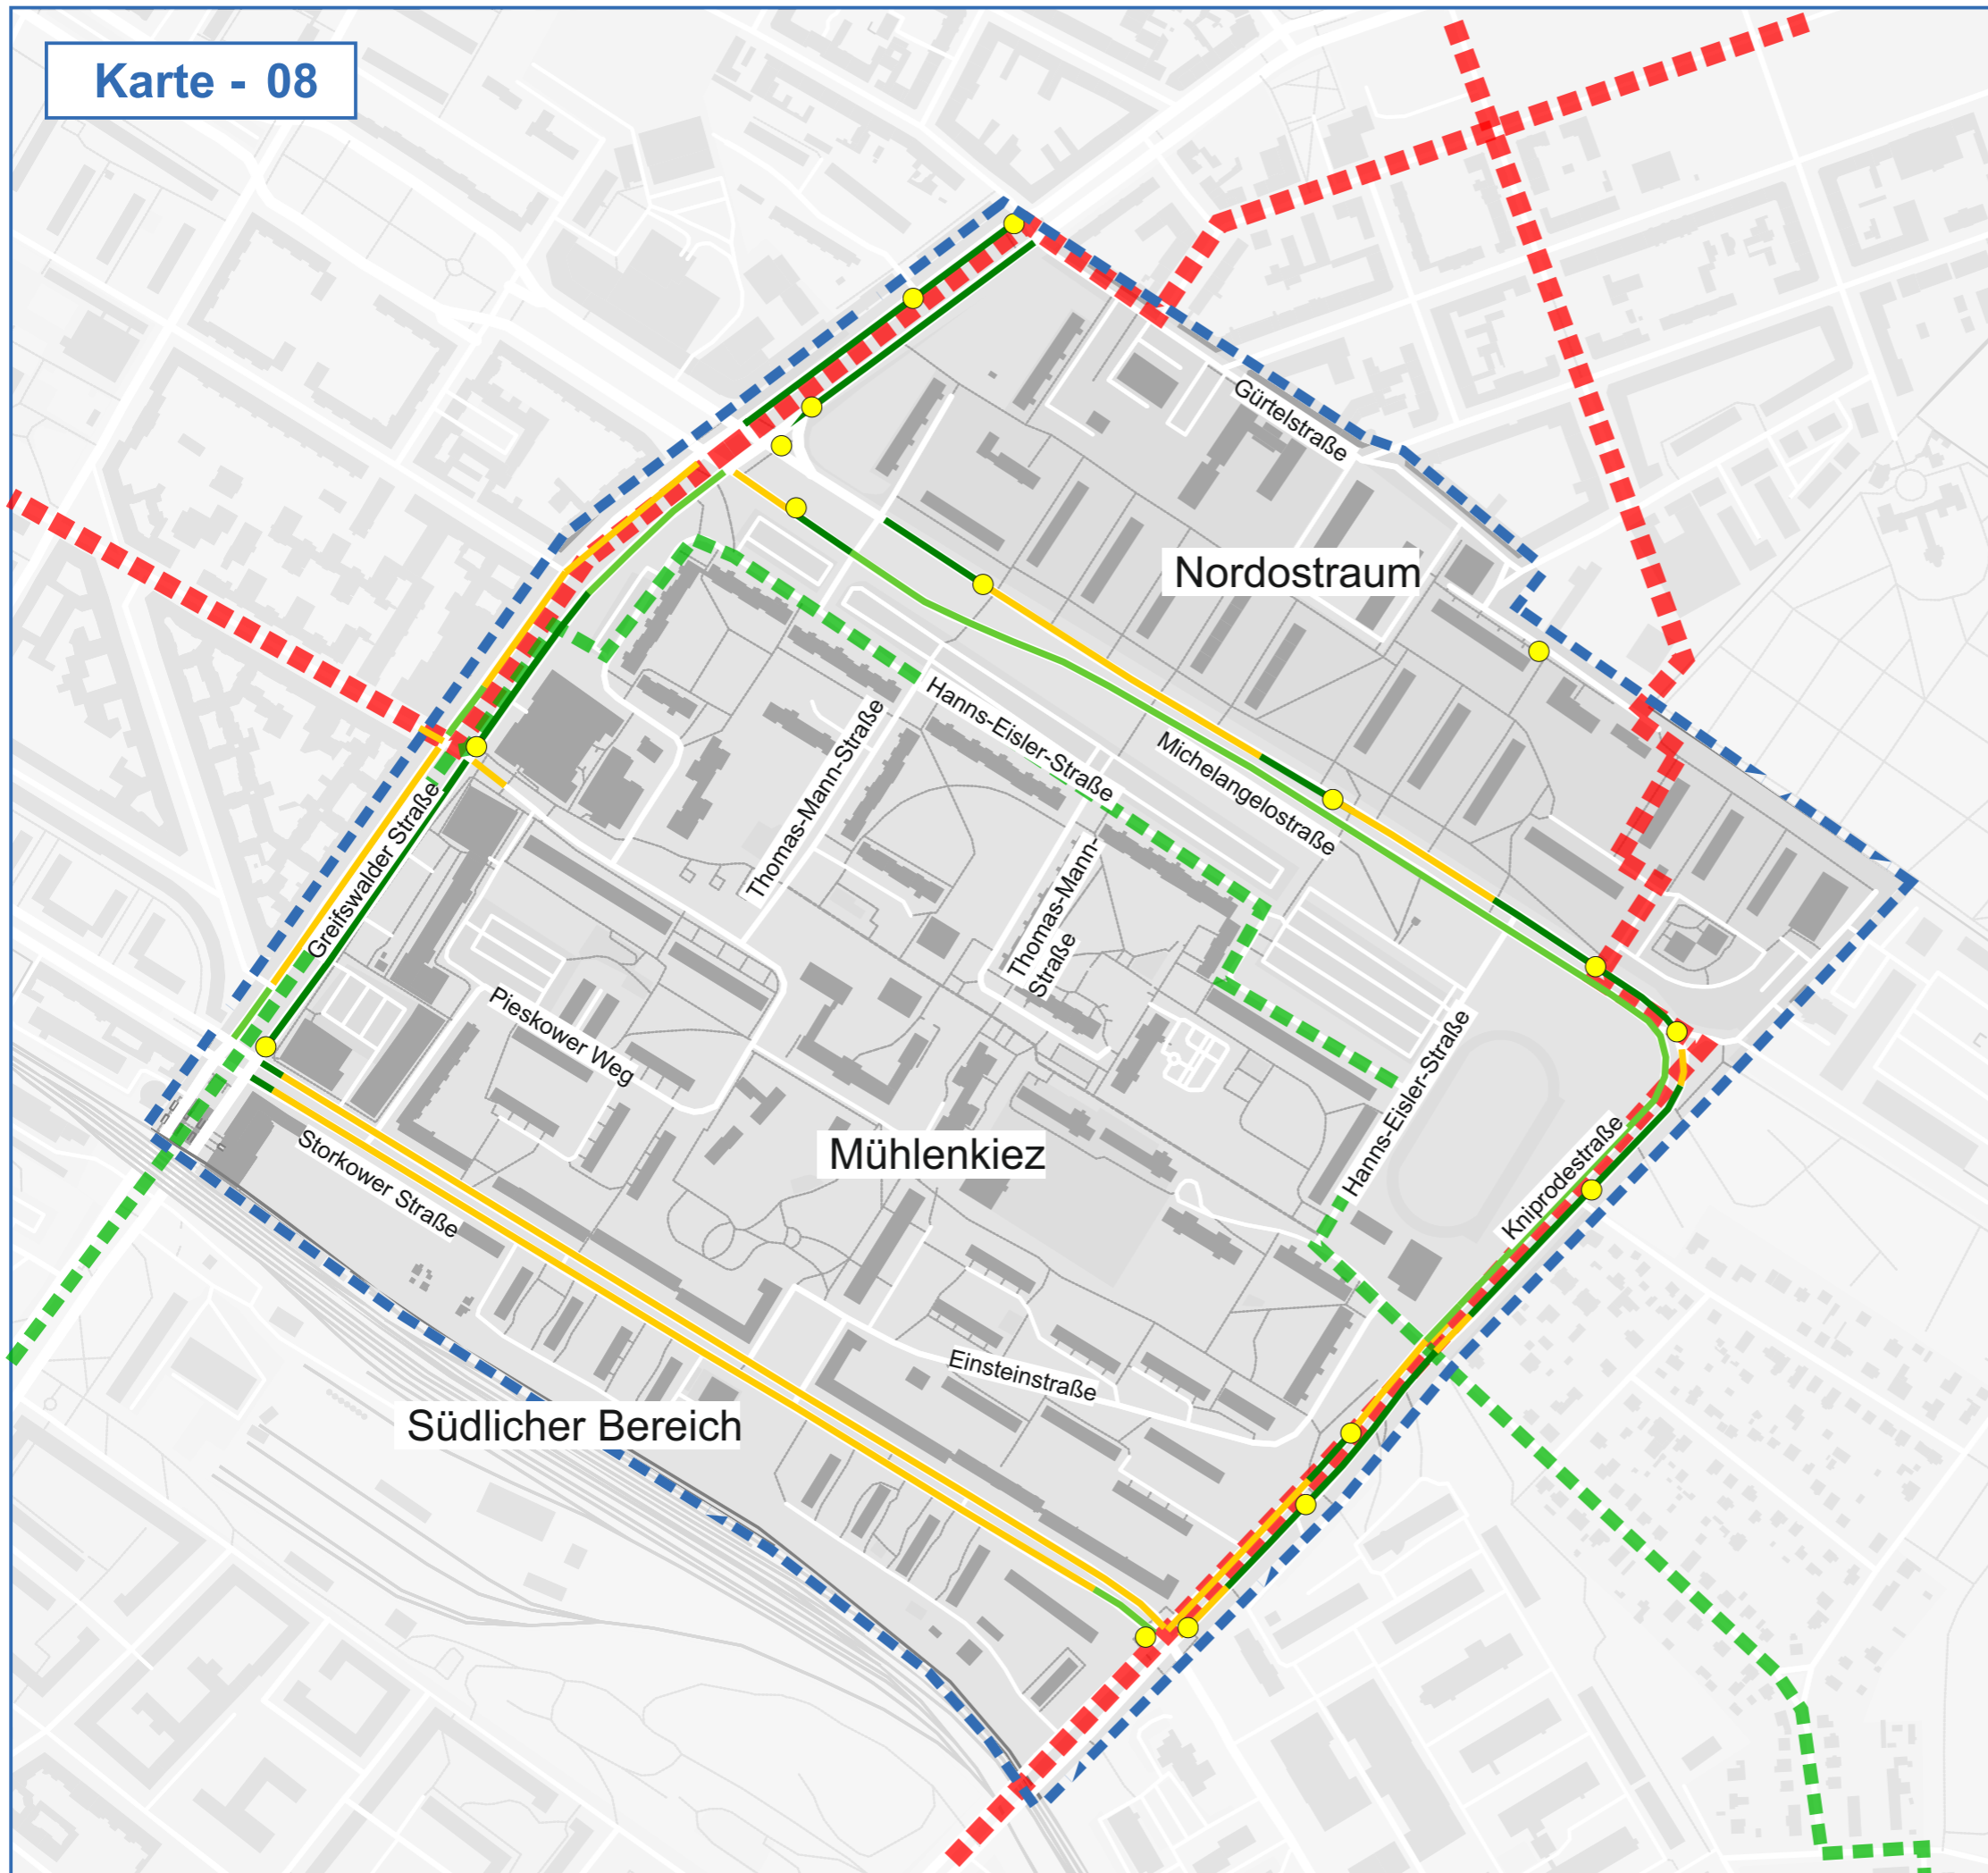 Karte - 08
Gürtelstraße
Nordostraum
Hanns-Eisler-Straße
Michelangelostraße
Thomas-Mann-Straße
Thomas-Mann-
Straße
Greifswalder Straße
Pieskower Weg
Hanns-Eisler-Straße
Mühlenkiez
Kniprodestraße
Storkower Straße
Einsteinstraße
Südlicher Bereich